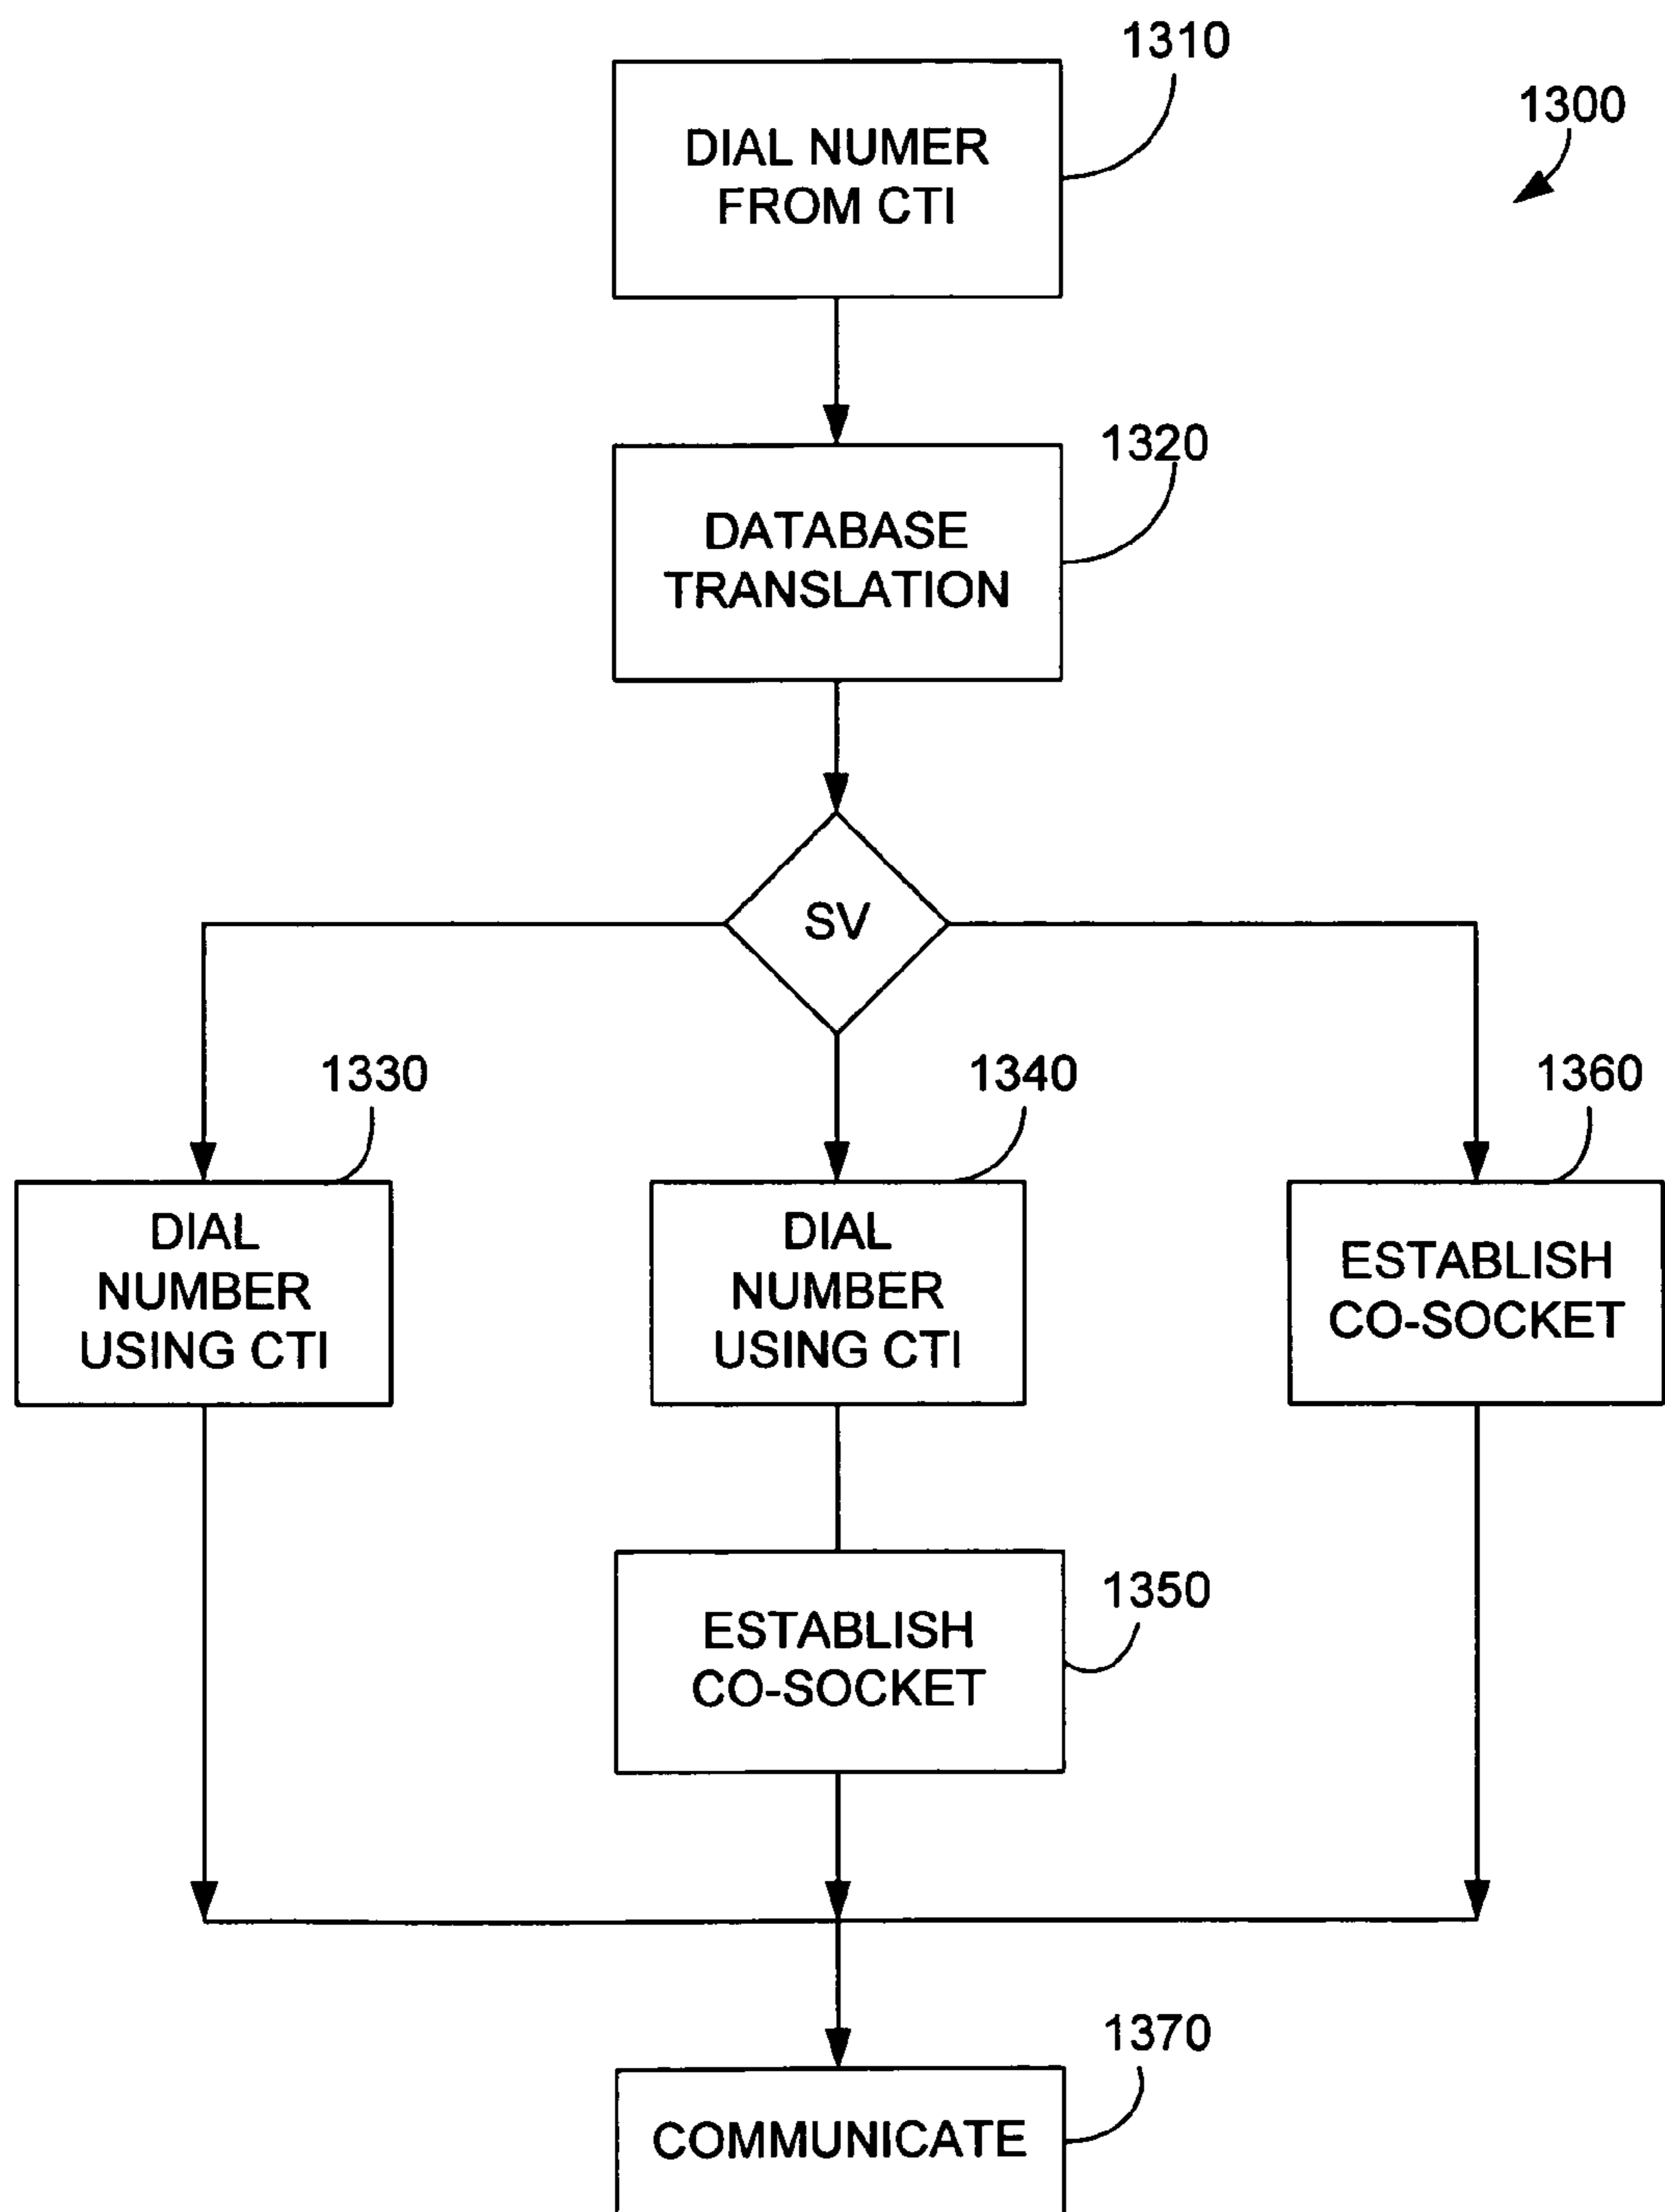 1310
1300
DIAL NUMER
FROM CTI
1320
DATABASE
TRANSLATION
SV
1330
1340
1360
DIAL
NUMBER
USING CTI
DIAL
NUMBER
USING CTI
ESTABLISH
CO-SOCKET
1350
ESTABLISH
CO-SOCKET
1370
COMMUNICATE